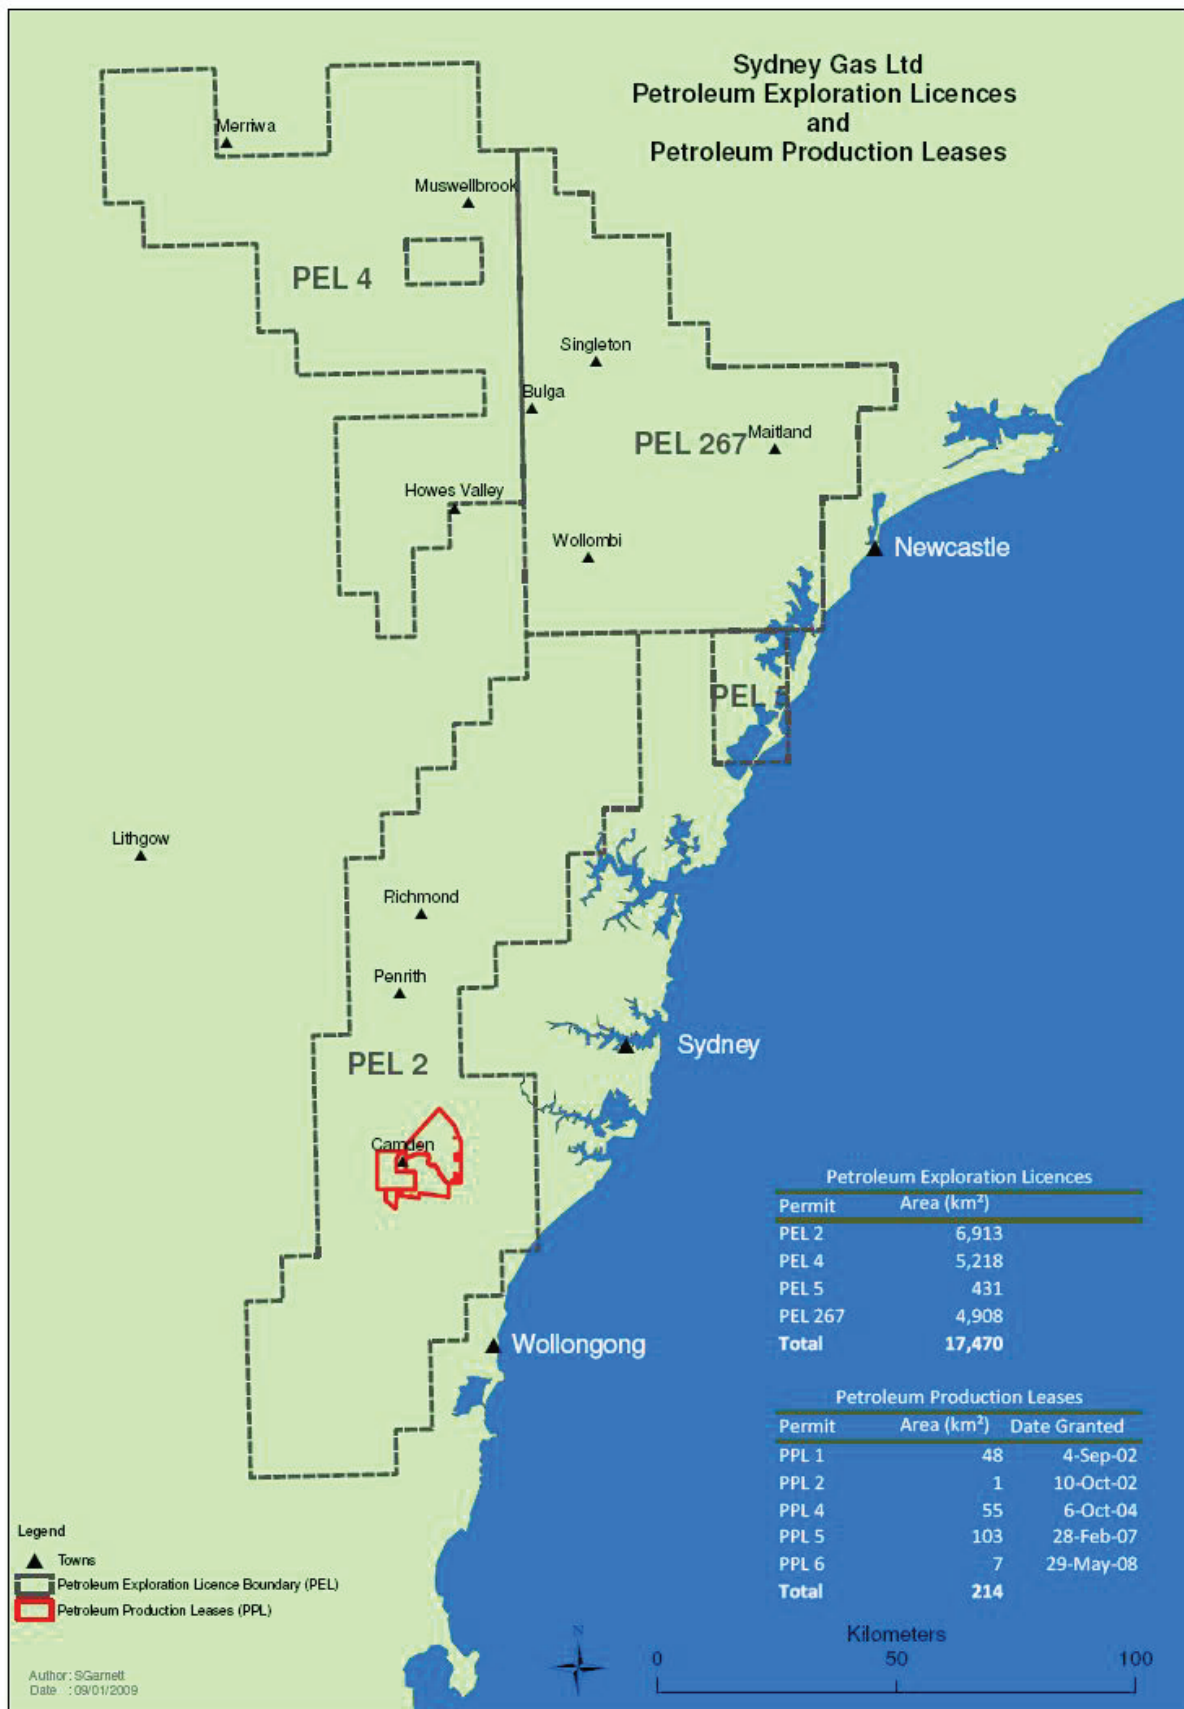 Sydney Gas Ltd
Petroleum Exploration Licences
and
Petroleum Production Leases
Merriwa
Muswellbrook
PEL 4
Singleton
Bulga
PEL 267
Maitland
Howes Valley
Wollombi
Newcastle
PEL 5
Lithgow
Richmond
Penrith
Sydney
PEL 2
Camden
Wollongong
Petroleum Exploration Licences
Permit Area (km²)
PEL 2 6,913
PEL 4 5,218
PEL 5 431
PEL 267 4,908
Total 17,470
Petroleum Production Leases
Permit Area (km²) Date Granted
PPL 1 48 4-Sep-02
PPL 2 1 10-Oct-02
PPL 4 55 6-Oct-04
PPL 5 103 28-Feb-07
PPL 6 7 29-May-08
Total 214
Legend
Towns
Petroleum Exploration Licence Boundary (PEL)
Petroleum Production Leases (PPL)
Author: SGarnett
Date : 09/01/2009
N
Kilometers
0 50 100